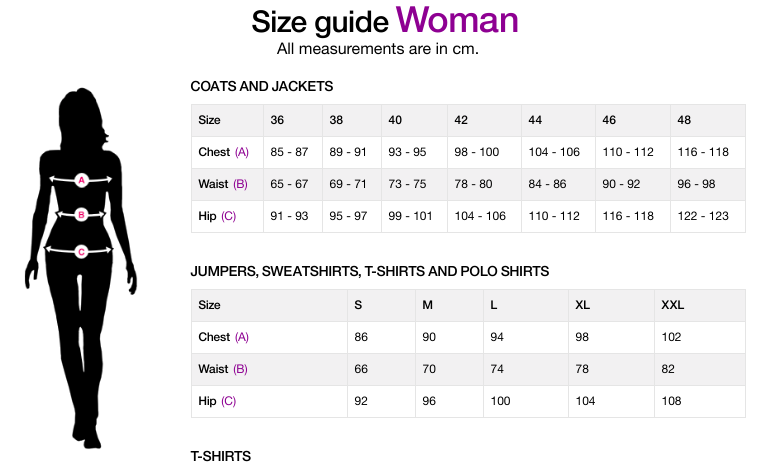 Size guide Woman
All measurements are in cm.
COATS AND JACKETS
Size 36 38 40 42 44 46 48
Chest (A) 85 - 87 89 - 91 93 - 95 98 - 100 104 - 106 110 - 112 116 - 118
Waist (B) 65 - 67 69 - 71 73 - 75 78 - 80 84 - 86 90 - 92 96 - 98
Hip (C) 91 - 93 95 - 97 99 - 101 104 - 106 110 - 112 116 - 118 122 - 123
A
B
C
JUMPERS, SWEATSHIRTS, T-SHIRTS AND POLO SHIRTS
Size S M L XL XXL
Chest (A) 86 90 94 98 102
Waist (B) 66 70 74 78 82
Hip (C) 92 96 100 104 108
T-SHIRTS